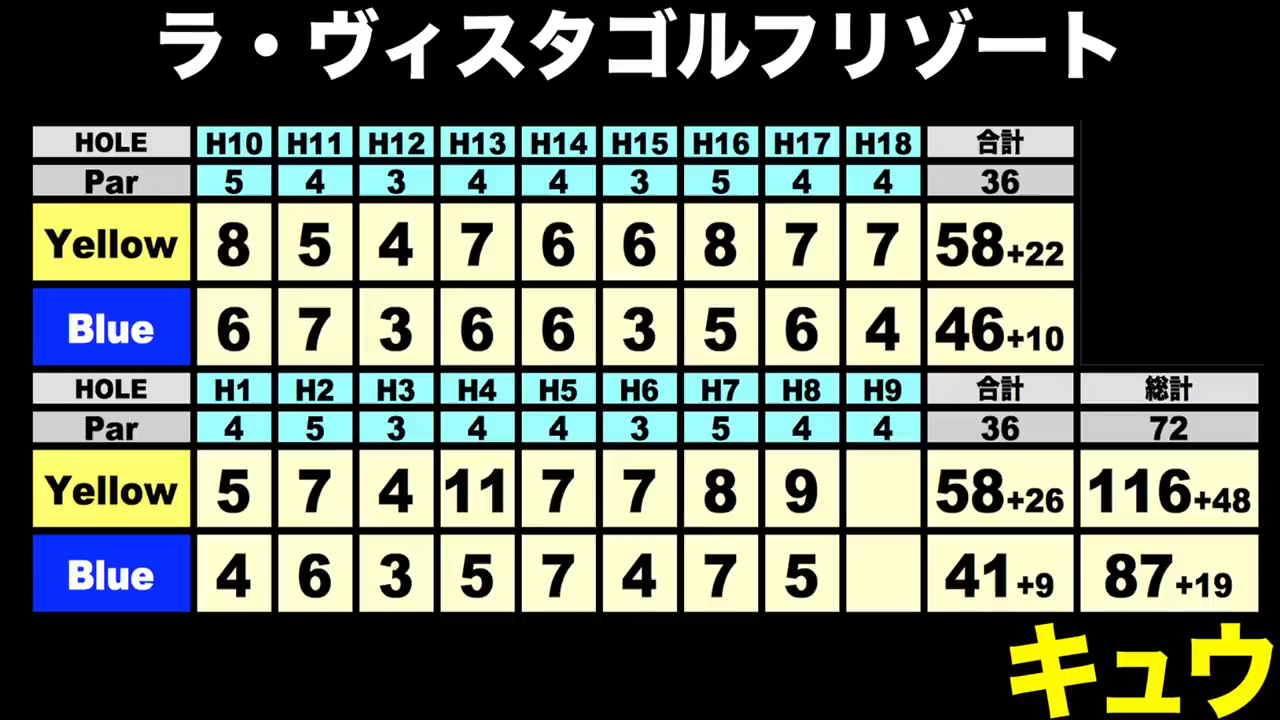 ラ・ヴィスタゴルフリゾート
HOLE H10 H11 H12 H13 H14 H15 H16 H17 H18 合計
Par 5 4 3 4 4 3 5 4 4 36
Yellow 8 5 4 7 6 6 8 7 7 58+22
Blue 6 7 3 6 6 3 5 6 4 46+10
HOLE H1 H2 H3 H4 H5 H6 H7 H8 H9 合計 総計
Par 4 5 3 4 4 3 5 4 4 36 72
Yellow 5 7 4 11 7 7 8 9 58+26 116+48
Blue 4 6 3 5 7 4 7 5 41+9 87+19
キュウ